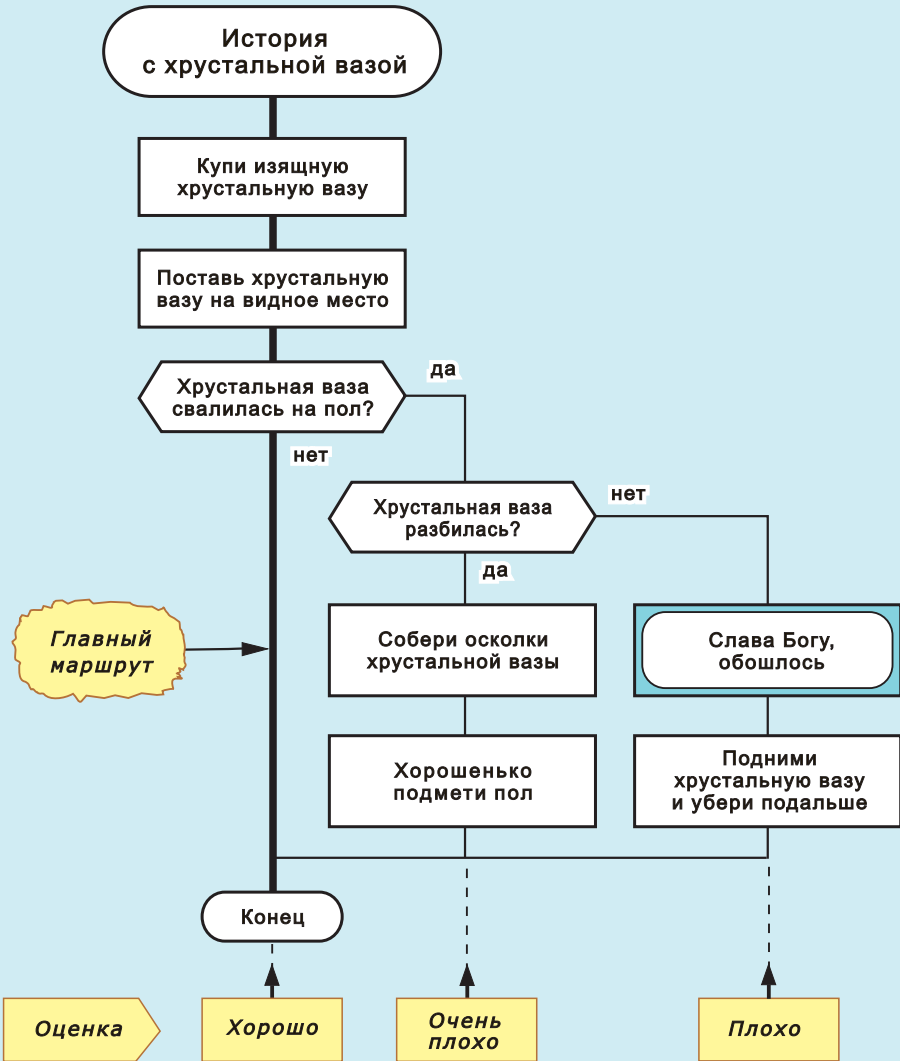 История
с хрустальной вазой
Купи изящную
хрустальную вазу
Поставь хрустальную
вазу на видное место
Хрустальная ваза
свалилась на пол?
да
нет
Хрустальная ваза
разбилась?
нет
да
Главный
маршрут
Собери осколки
хрустальной вазы
Слава Богу,
обошлось
Хорошенько
подмети пол
Подними
хрустальную вазу
и убери подальше
Конец
Оценка
Хорошо
Очень
плохо
Плохо